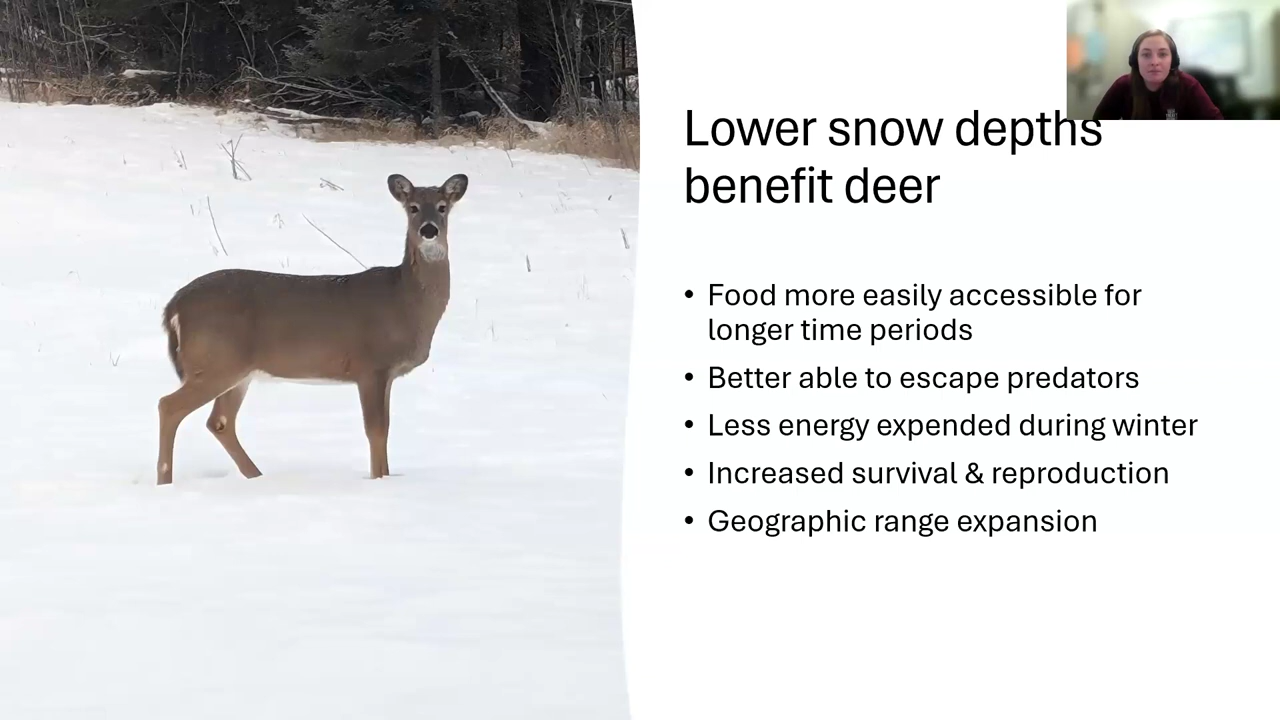 Lower snow depths
benefit deer
• Food more easily accessible for
longer time periods
• Better able to escape predators
• Less energy expended during winter
• Increased survival & reproduction
• Geographic range expansion